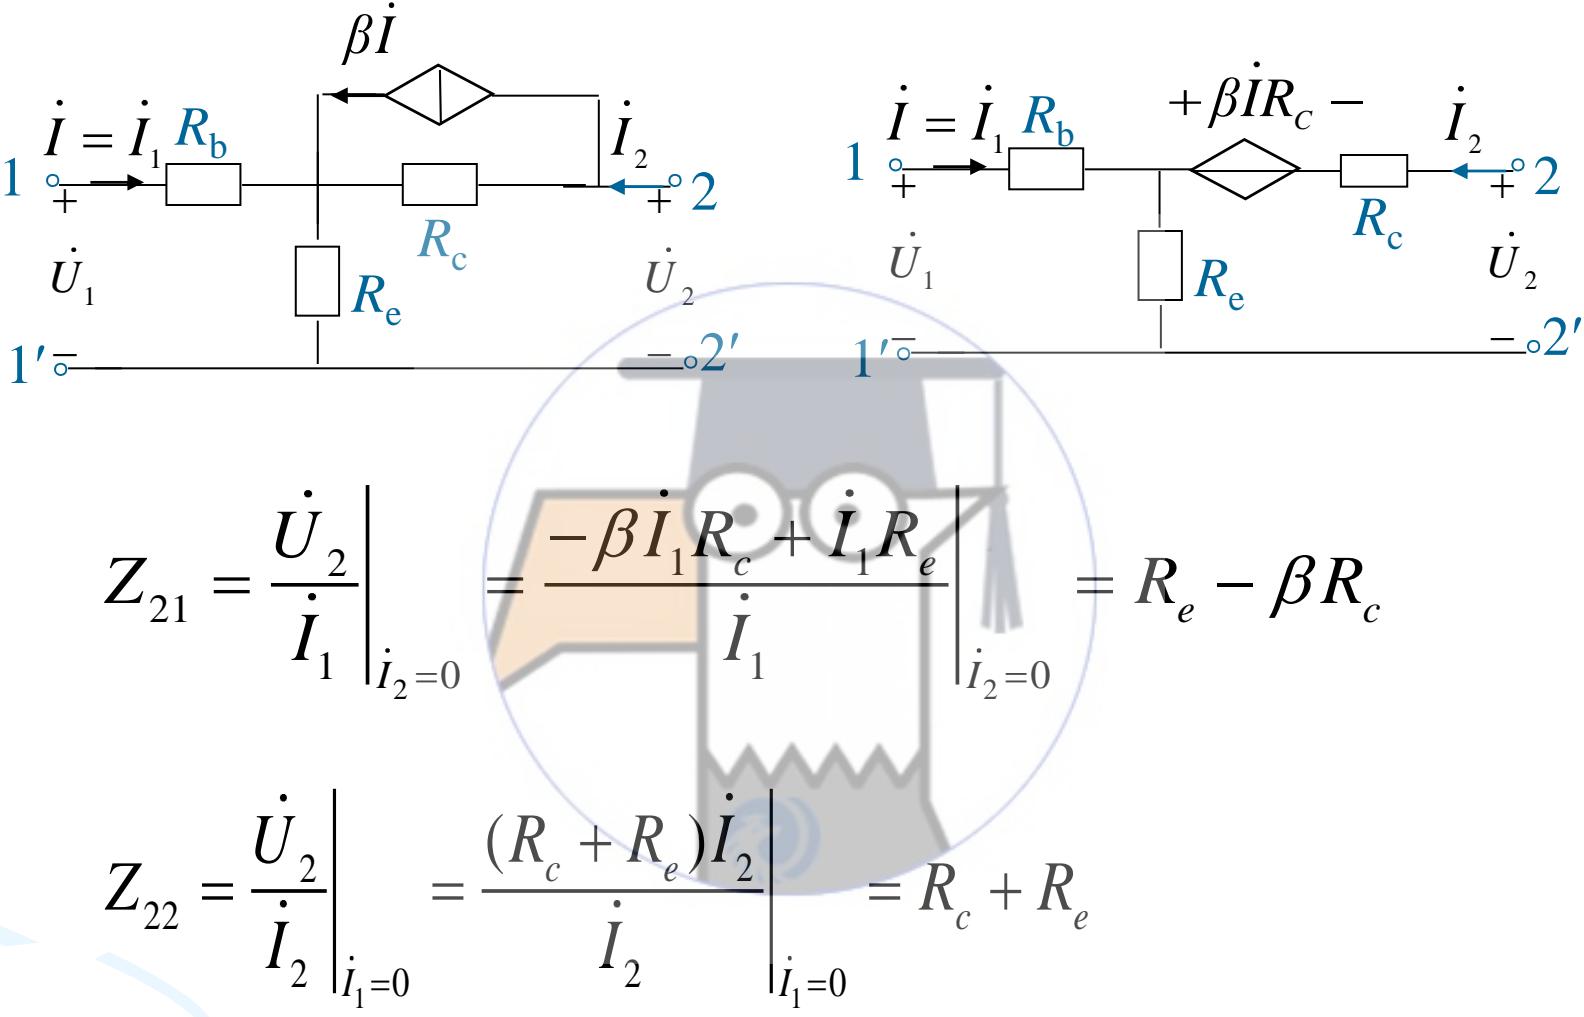 βİ
İ = İ₁ R_b İ₂
1 + + 2
R_c
U̇₁ R_e U̇₂
1′ − − 2′
+ βİR_C −
İ = İ₁ R_b İ₂
1 + + 2
R_c
U̇₁ R_e U̇₂
1′ − − 2′
Z₂₁ = U̇₂ / İ₁ |_{İ₂=0} = (−βİ₁R_c + İ₁R_e) / İ₁ |_{İ₂=0} = R_e − βR_c
Z₂₂ = U̇₂ / İ₂ |_{İ₁=0} = (R_c + R_e)İ₂ / İ₂ |_{İ₁=0} = R_c + R_e